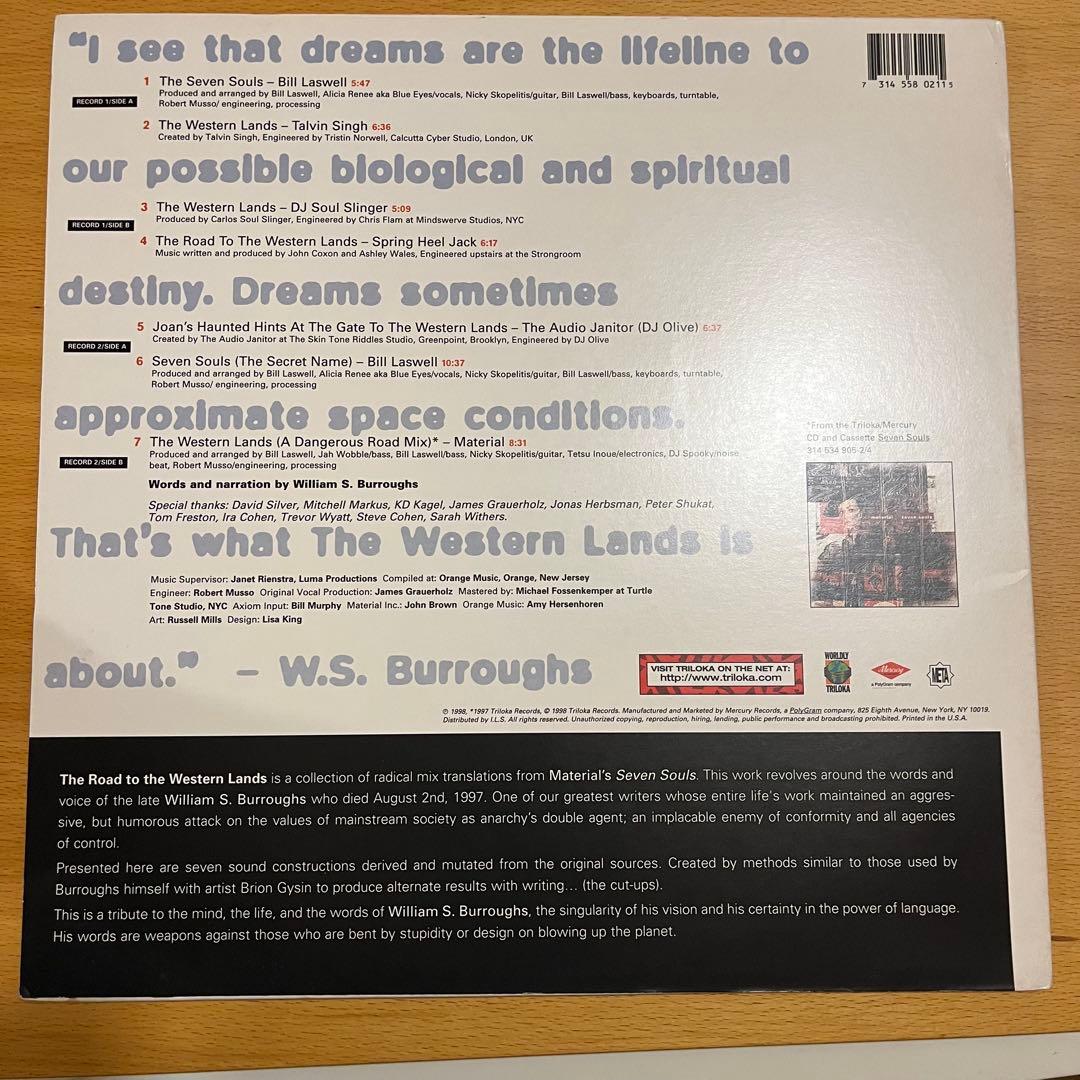 "I see that dreams are the lifeline to
7 314 558 0211 5
1 The Seven Souls – Bill Laswell 5:47
RECORD 1/SIDE A
Produced and arranged by Bill Laswell, Alicia Renee aka Blue Eyes/vocals, Nicky Skopelitis/guitar, Bill Laswell/bass, keyboards, turntable,
Robert Musso/ engineering, processing
2 The Western Lands – Talvin Singh 6:36
Created by Talvin Singh, Engineered by Tristin Norwell, Calcutta Cyber Studio, London, UK
our possible biological and spiritual
3 The Western Lands – DJ Soul Slinger 5:09
RECORD 1/SIDE B
Produced by Carlos Soul Slinger, Engineered by Chris Flam at Mindswerve Studios, NYC
4 The Road To The Western Lands – Spring Heel Jack 6:17
Music written and produced by John Coxon and Ashley Wales, Engineered upstairs at the Strongroom
destiny. Dreams sometimes
5 Joan's Haunted Hints At The Gate To The Western Lands – The Audio Janitor (DJ Olive) 6:37
RECORD 2/SIDE A
Created by The Audio Janitor at The Skin Tone Riddles Studio, Greenpoint, Brooklyn, Engineered by DJ Olive
6 Seven Souls (The Secret Name) – Bill Laswell 10:37
Produced and arranged by Bill Laswell, Alicia Renee aka Blue Eyes/vocals, Nicky Skopelitis/guitar, Bill Laswell/bass, keyboards, turntable,
Robert Musso/ engineering, processing
approximate space conditions.
7 The Western Lands (A Dangerous Road Mix)* – Material 8:31
RECORD 2/SIDE B
Produced and arranged by Bill Laswell, Jah Wobble/bass, Bill Laswell/bass, Nicky Skopelitis/guitar, Tetsu Inoue/electronics, DJ Spooky/noise
beat, Robert Musso/engineering, processing
Words and narration by William S. Burroughs
Special thanks: David Silver, Mitchell Markus, KD Kagel, James Grauerholz, Jonas Herbsman, Peter Shukat,
Tom Freston, Ira Cohen, Trevor Wyatt, Steve Cohen, Sarah Withers.
*From the Triloka/Mercury
CD and Cassette Seven Souls
314 534 905-2/4
material seven souls
That's what The Western Lands is
Music Supervisor: Janet Rienstra, Luma Productions Compiled at: Orange Music, Orange, New Jersey
Engineer: Robert Musso Original Vocal Production: James Grauerholz Mastered by: Michael Fossenkemper at Turtle
Tone Studio, NYC Axiom Input: Bill Murphy Material Inc.: John Brown Orange Music: Amy Hersenhoren
Art: Russell Mills Design: Lisa King
about." – W.S. Burroughs
VISIT TRILOKA ON THE NET AT:
http://www.triloka.com
WORLDLY
TRILOKA
Mercury
a PolyGram company
META
℗ 1998, *1997 Triloka Records, © 1998 Triloka Records. Manufactured and Marketed by Mercury Records, a PolyGram company, 825 Eighth Avenue, New York, NY 10019.
Distributed by I.L.S. All rights reserved. Unauthorized copying, reproduction, hiring, lending, public performance and broadcasting prohibited. Printed in the U.S.A.
The Road to the Western Lands is a collection of radical mix translations from Material's Seven Souls. This work revolves around the words and
voice of the late William S. Burroughs who died August 2nd, 1997. One of our greatest writers whose entire life's work maintained an aggres-
sive, but humorous attack on the values of mainstream society as anarchy's double agent; an implacable enemy of conformity and all agencies
of control.
Presented here are seven sound constructions derived and mutated from the original sources. Created by methods similar to those used by
Burroughs himself with artist Brion Gysin to produce alternate results with writing... (the cut-ups).
This is a tribute to the mind, the life, and the words of William S. Burroughs, the singularity of his vision and his certainty in the power of language.
His words are weapons against those who are bent by stupidity or design on blowing up the planet.